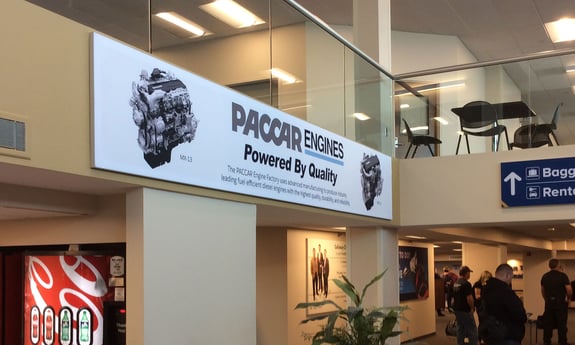 PACCAR ENGINES
Powered By Quality
The PACCAR Engine Factory uses advanced manufacturing to produce industry
leading fuel efficient diesel engines with the highest quality, durability, and reliability.
MX-13
Bagg
Rente